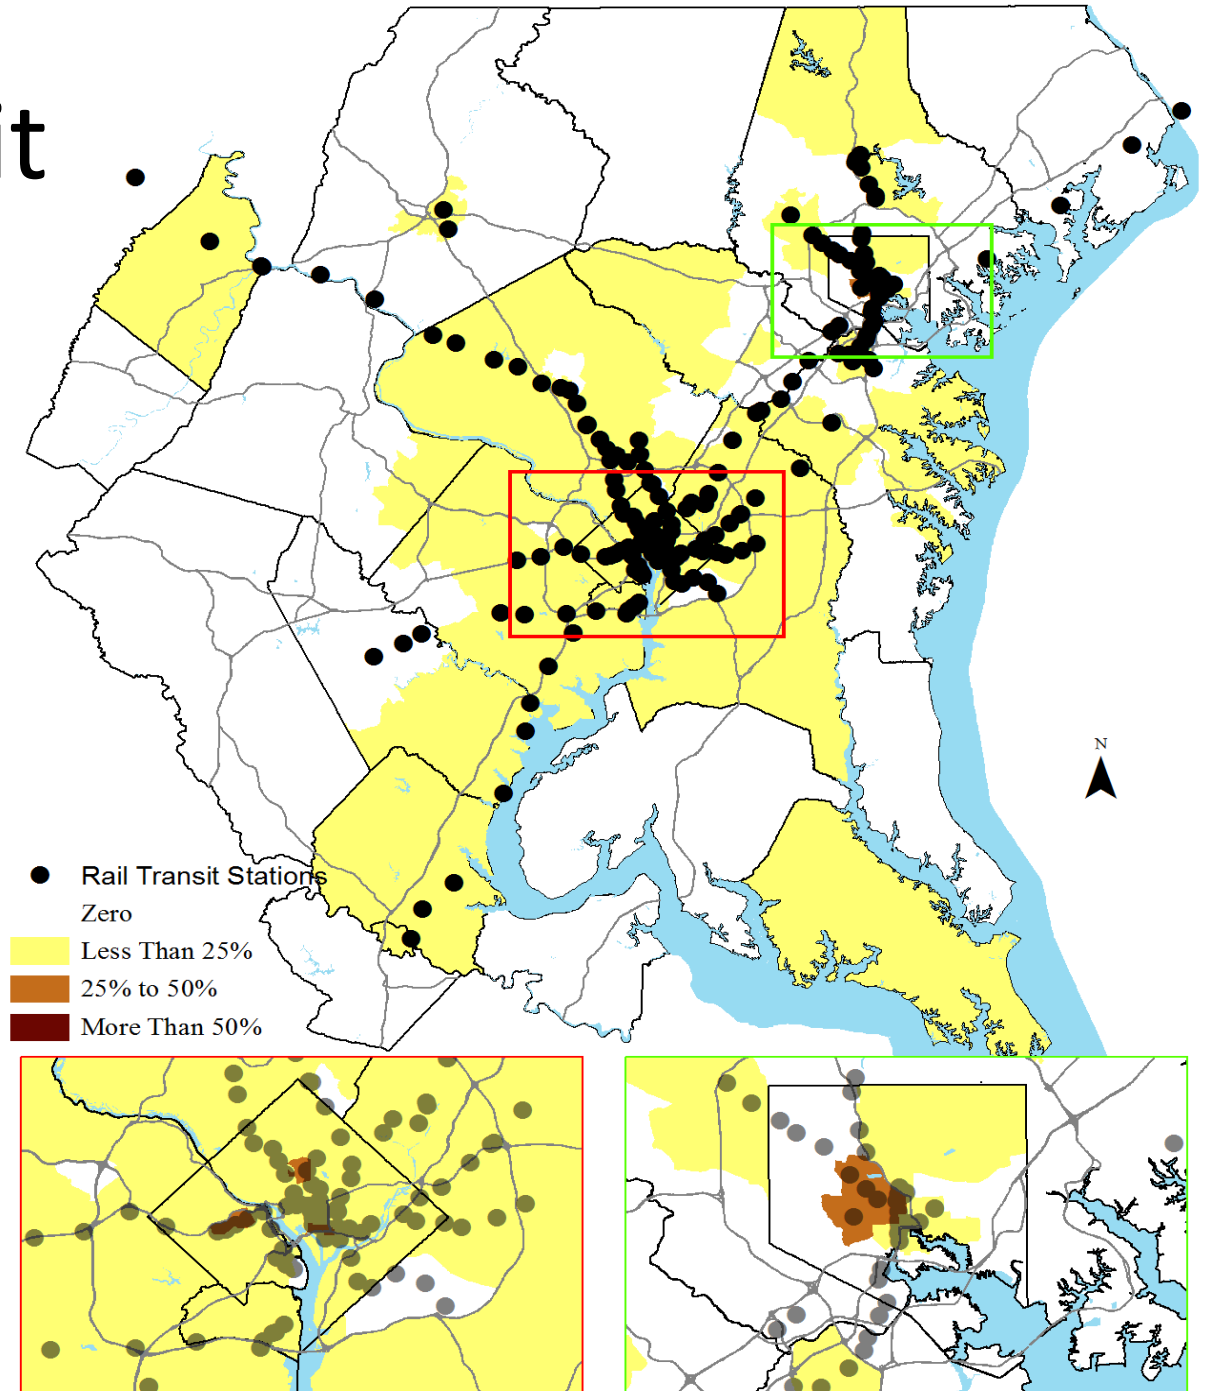 it
N
Rail Transit Stations
Zero
Less Than 25%
25% to 50%
More Than 50%